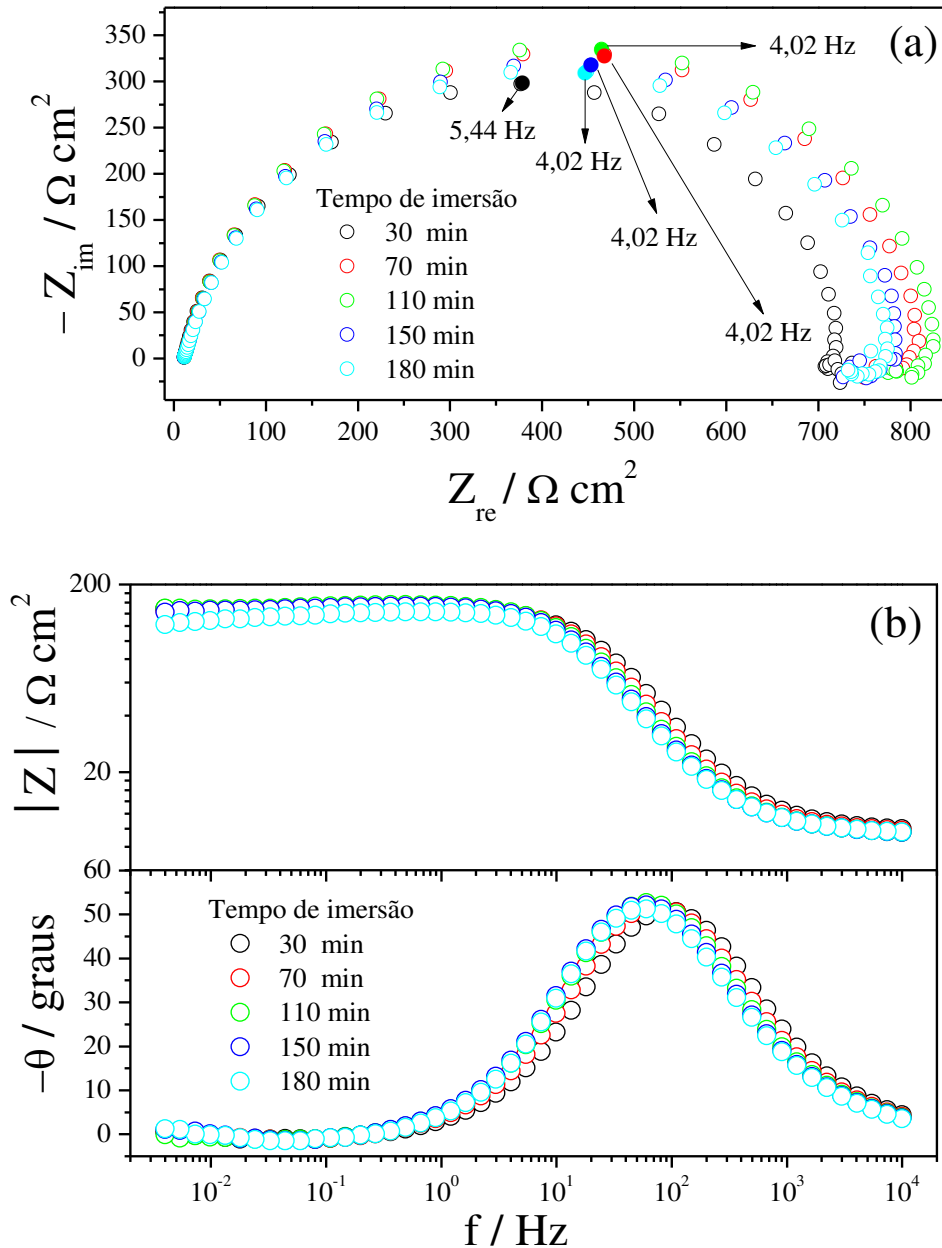 (a)
350
300
250
200
150
100
50
0
− Z_im / Ω cm²
4,02 Hz
5,44 Hz
4,02 Hz
4,02 Hz
4,02 Hz
Tempo de imersão
30 min
70 min
110 min
150 min
180 min
0 100 200 300 400 500 600 700 800
Z_re / Ω cm²
(b)
200
20
|Z| / Ω cm²
60
50
40
30
20
10
0
−θ / graus
Tempo de imersão
30 min
70 min
110 min
150 min
180 min
10⁻² 10⁻¹ 10⁰ 10¹ 10² 10³ 10⁴
f / Hz